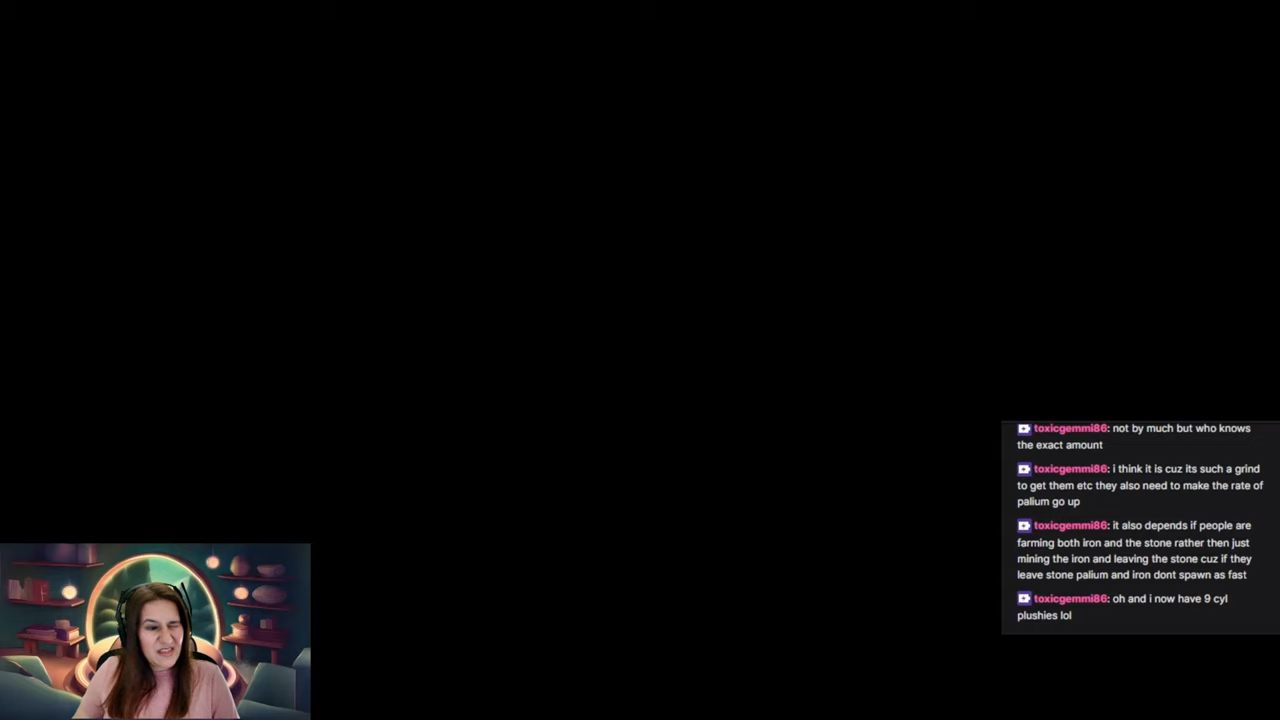 toxicgemmi86: not by much but who knows
the exact amount
toxicgemmi86: i think it is cuz its such a grind
to get them etc they also need to make the rate of
palium go up
toxicgemmi86: it also depends if people are
farming both iron and the stone rather then just
mining the iron and leaving the stone cuz if they
leave stone palium and iron dont spawn as fast
toxicgemmi86: oh and i now have 9 cyl
plushies lol